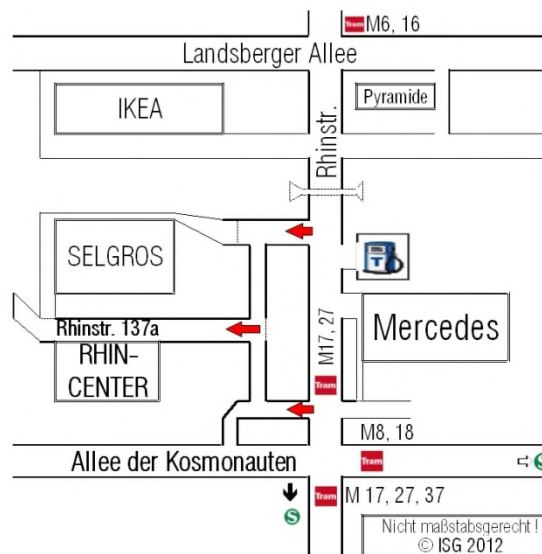 Tram M6, 16
Landsberger Allee
IKEA
Pyramide
Rhinstr.
SELGROS
T
Rhinstr. 137a
RHIN-
CENTER
M17, 27
Mercedes
Tram
M8, 18
Allee der Kosmonauten
Tram
S
S
Tram M 17, 27, 37
Nicht maßstabsgerecht !
© ISG 2012